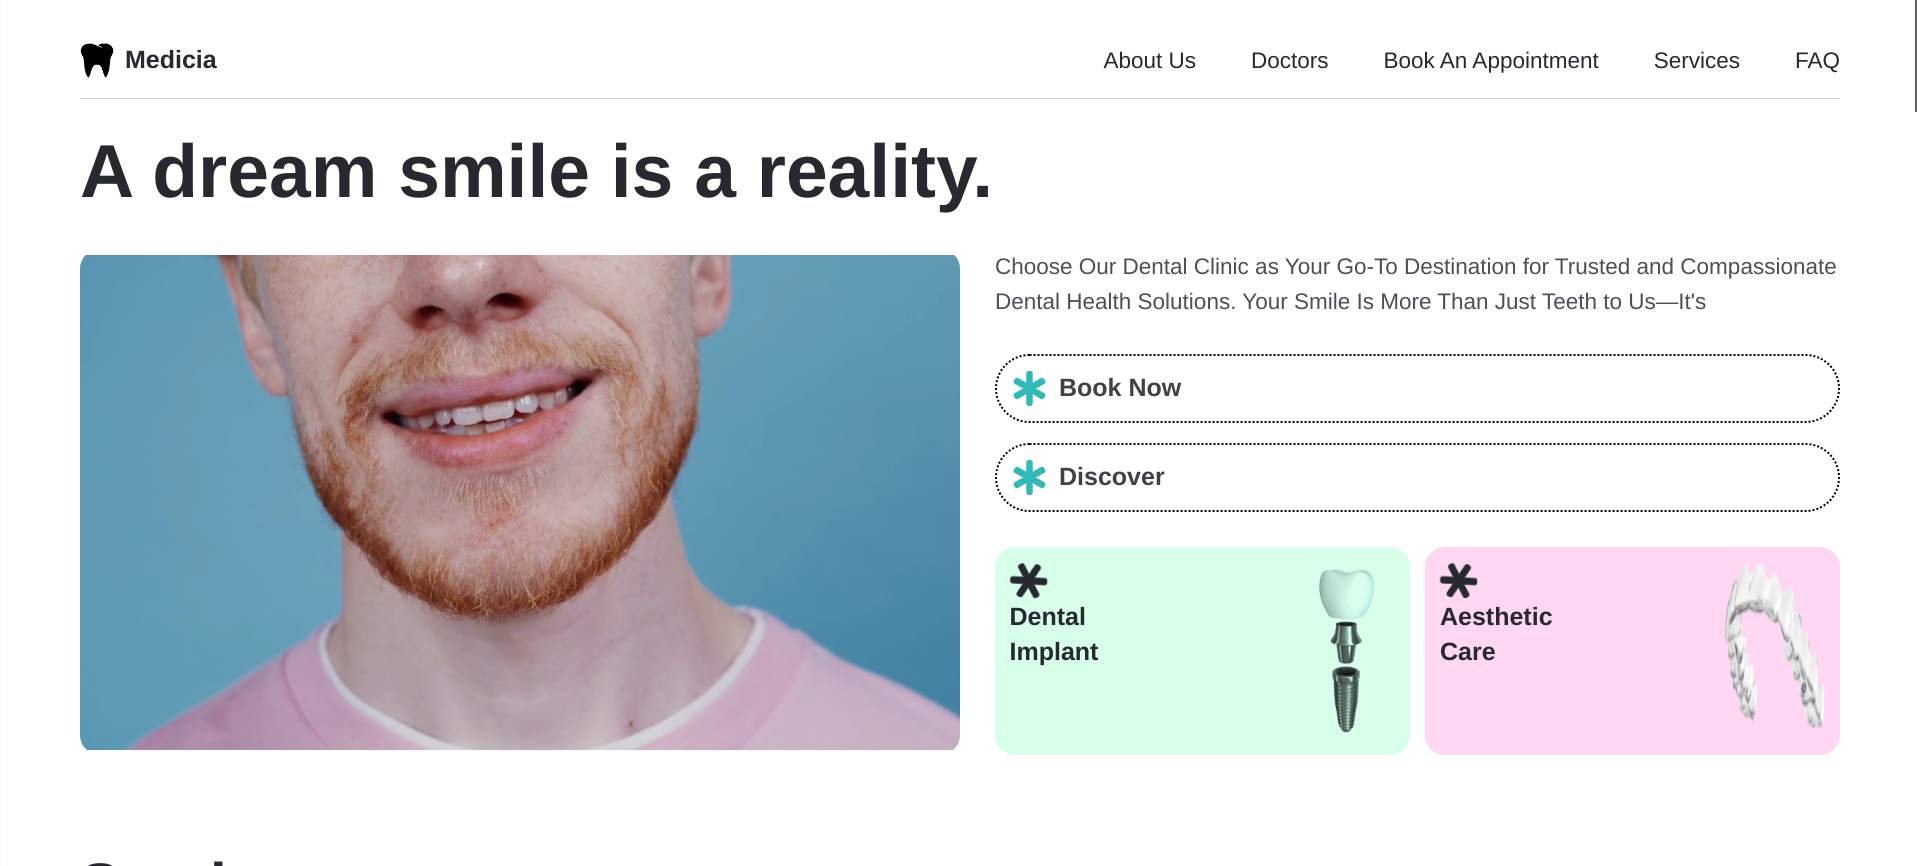 Medicia
About Us
Doctors
Book An Appointment
Services
FAQ
A dream smile is a reality.
Choose Our Dental Clinic as Your Go-To Destination for Trusted and Compassionate
Dental Health Solutions. Your Smile Is More Than Just Teeth to Us—It's
Book Now
Discover
Dental
Implant
Aesthetic
Care